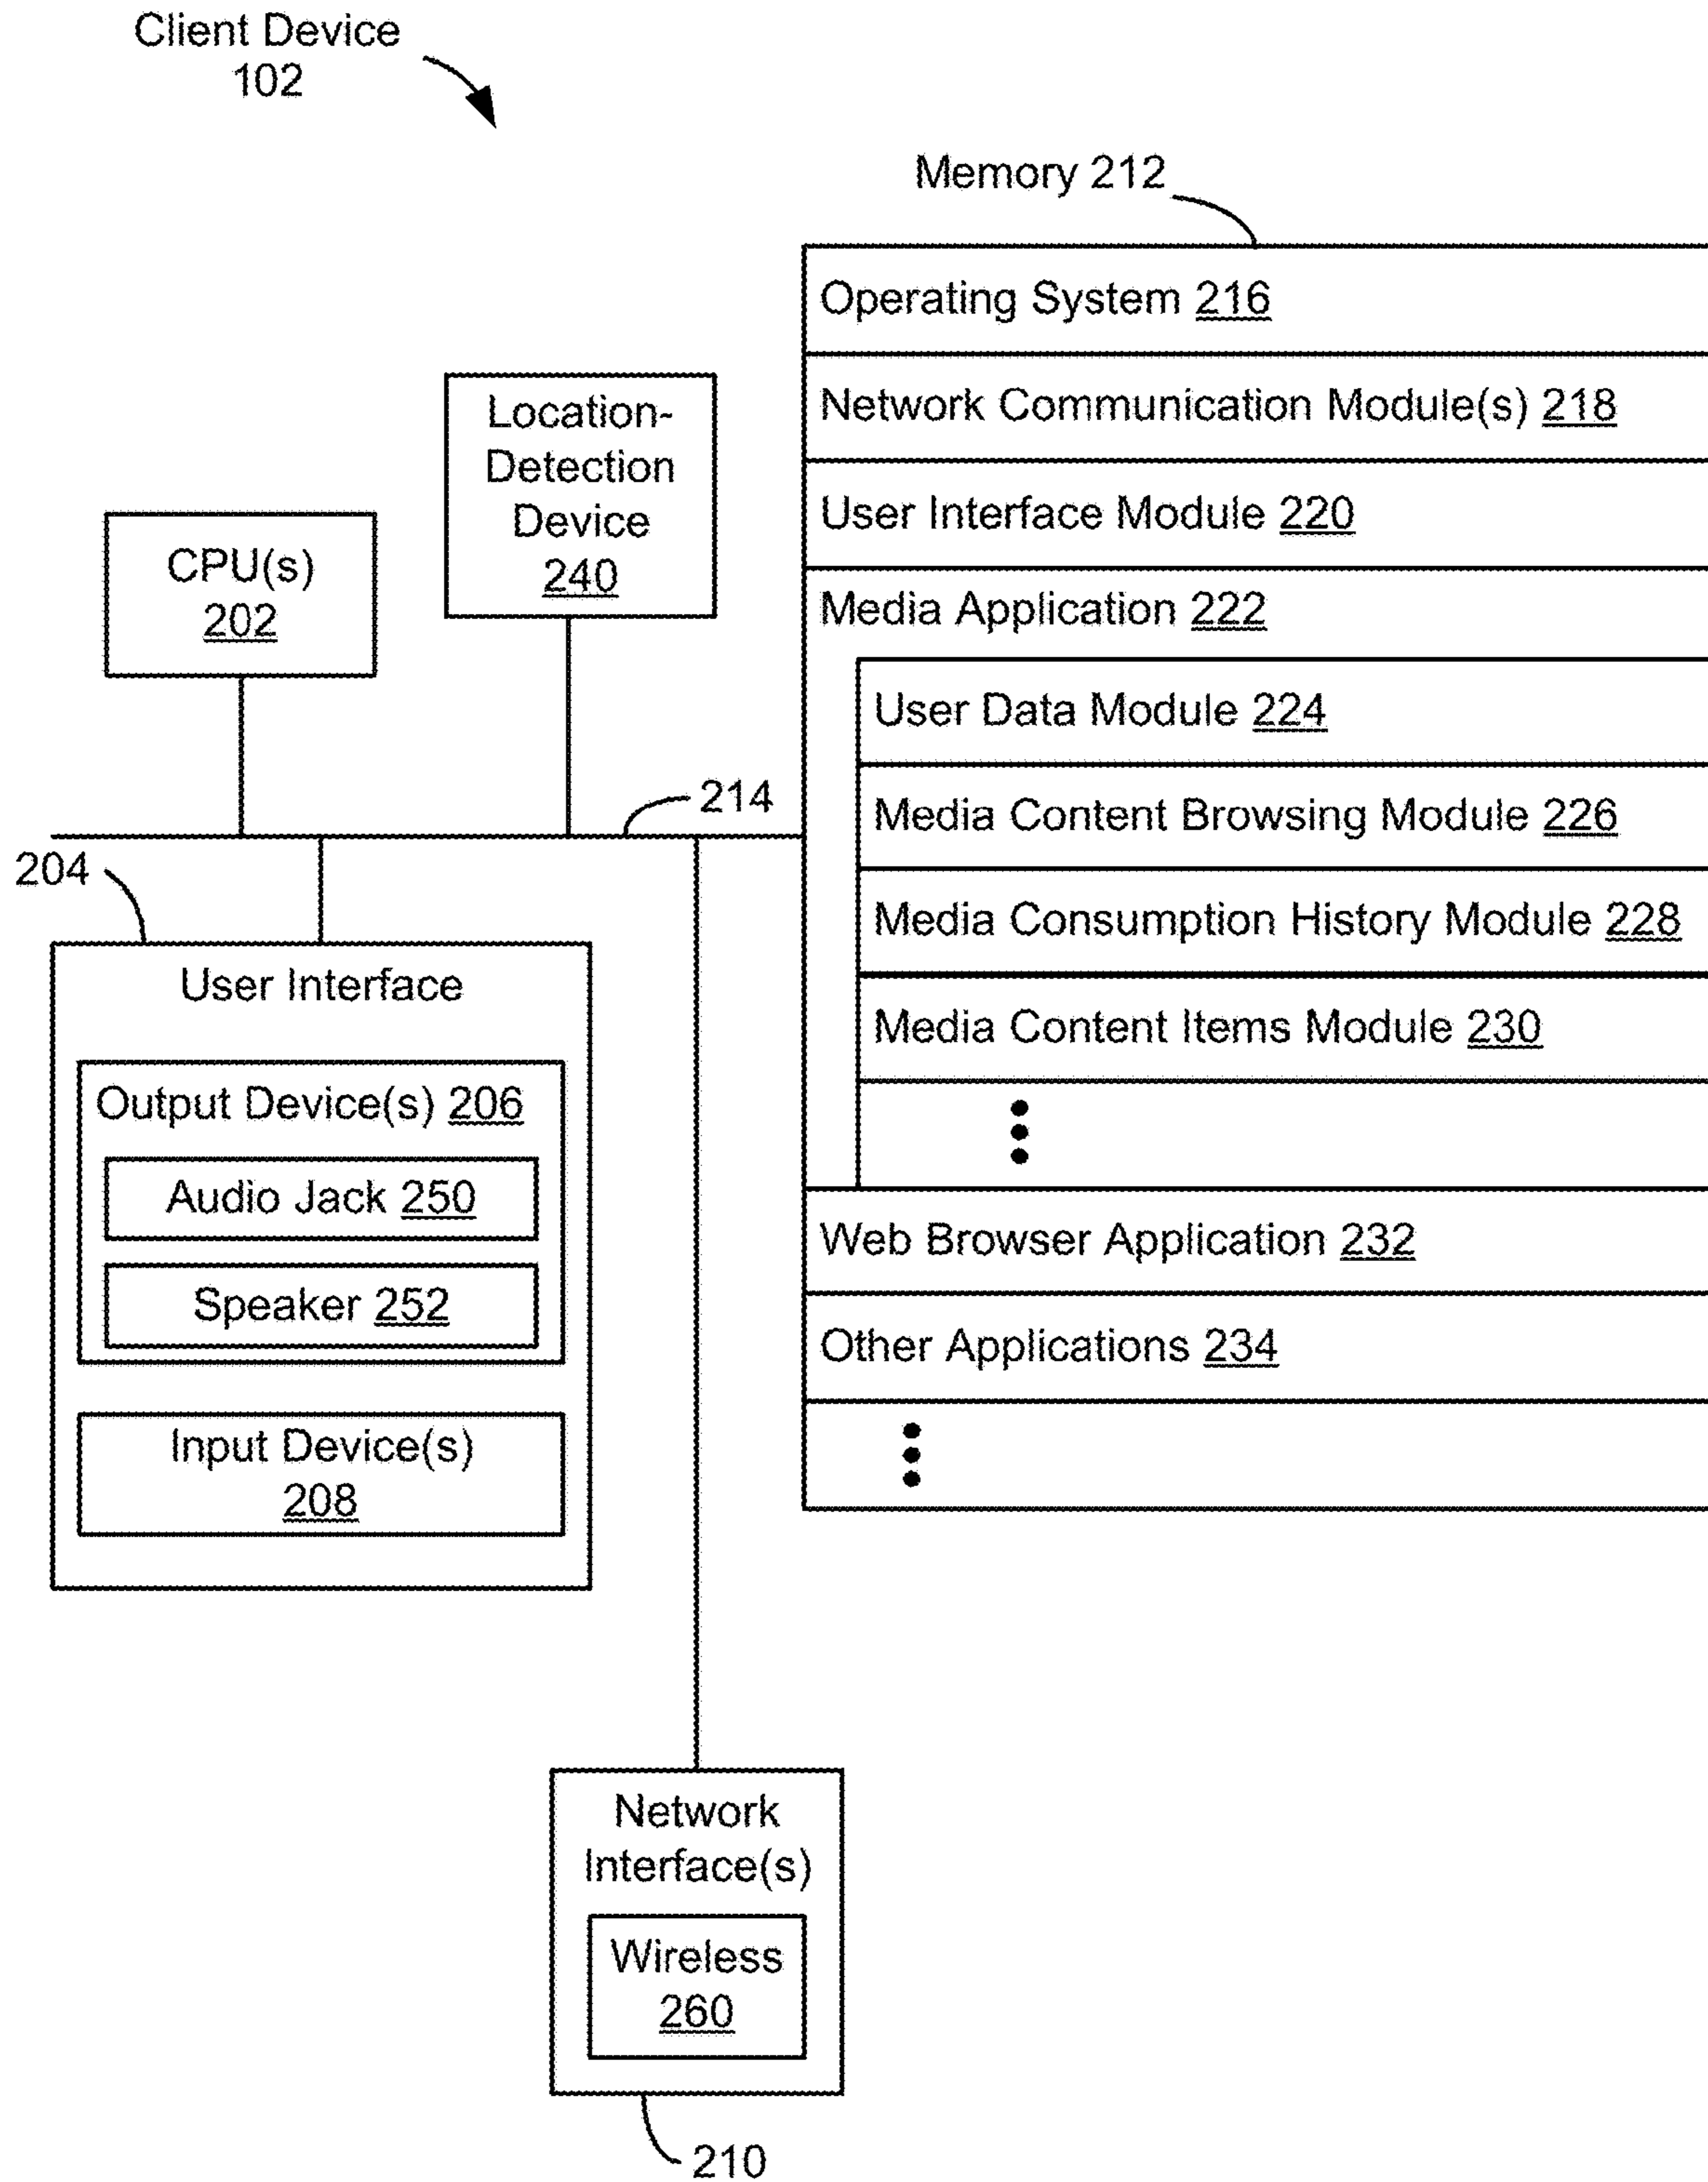 Client Device
102
Memory 212
Operating System 216
Network Communication Module(s) 218
User Interface Module 220
Media Application 222
User Data Module 224
Media Content Browsing Module 226
Media Consumption History Module 228
Media Content Items Module 230
Web Browser Application 232
Other Applications 234
Location-
Detection
Device
240
CPU(s)
202
214
204
User Interface
Output Device(s) 206
Audio Jack 250
Speaker 252
Input Device(s)
208
Network
Interface(s)
Wireless
260
210